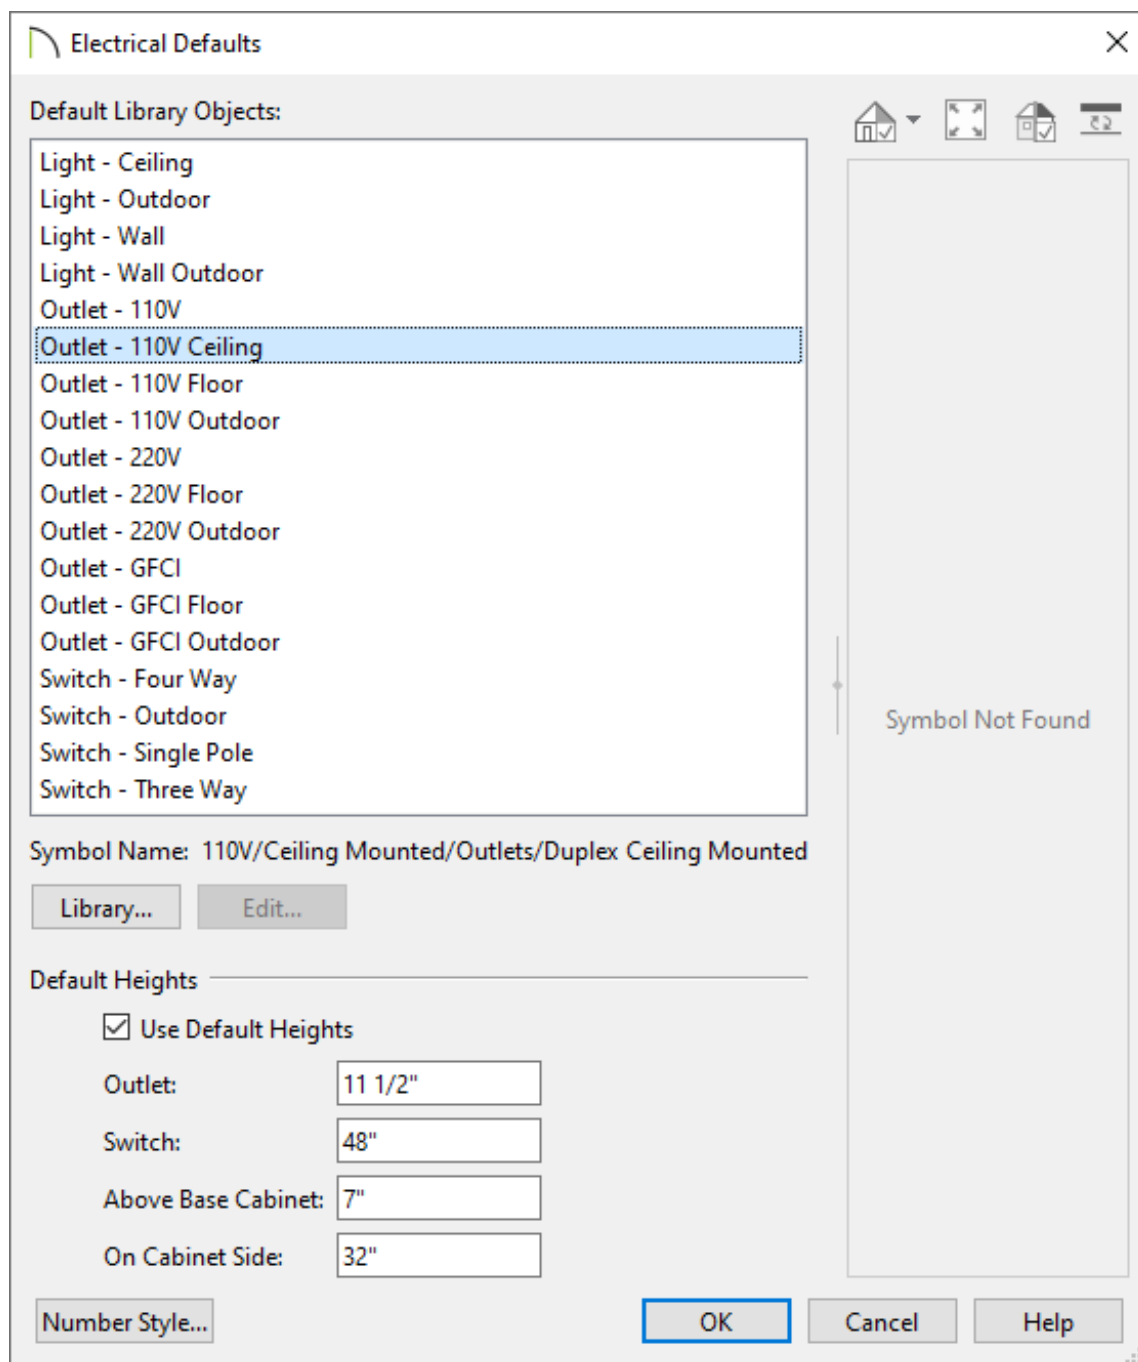 Electrical Defaults
Default Library Objects:
Light - Ceiling
Light - Outdoor
Light - Wall
Light - Wall Outdoor
Outlet - 110V
Outlet - 110V Ceiling
Outlet - 110V Floor
Outlet - 110V Outdoor
Outlet - 220V
Outlet - 220V Floor
Outlet - 220V Outdoor
Outlet - GFCI
Outlet - GFCI Floor
Outlet - GFCI Outdoor
Switch - Four Way
Switch - Outdoor
Switch - Single Pole
Switch - Three Way
Symbol Not Found
Symbol Name: 110V/Ceiling Mounted/Outlets/Duplex Ceiling Mounted
Library... Edit...
Default Heights
Use Default Heights
Outlet: 11 1/2"
Switch: 48"
Above Base Cabinet: 7"
On Cabinet Side: 32"
Number Style... OK Cancel Help